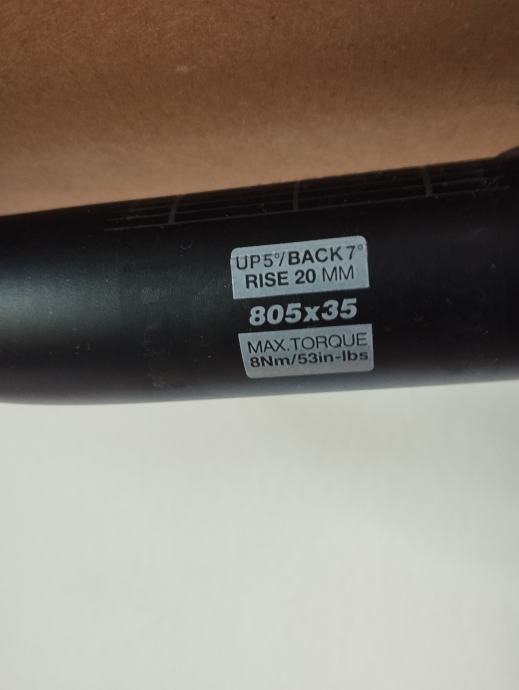 UP5°/BACK7°
RISE 20 MM
805x35
MAX.TORQUE
8Nm/53in-lbs